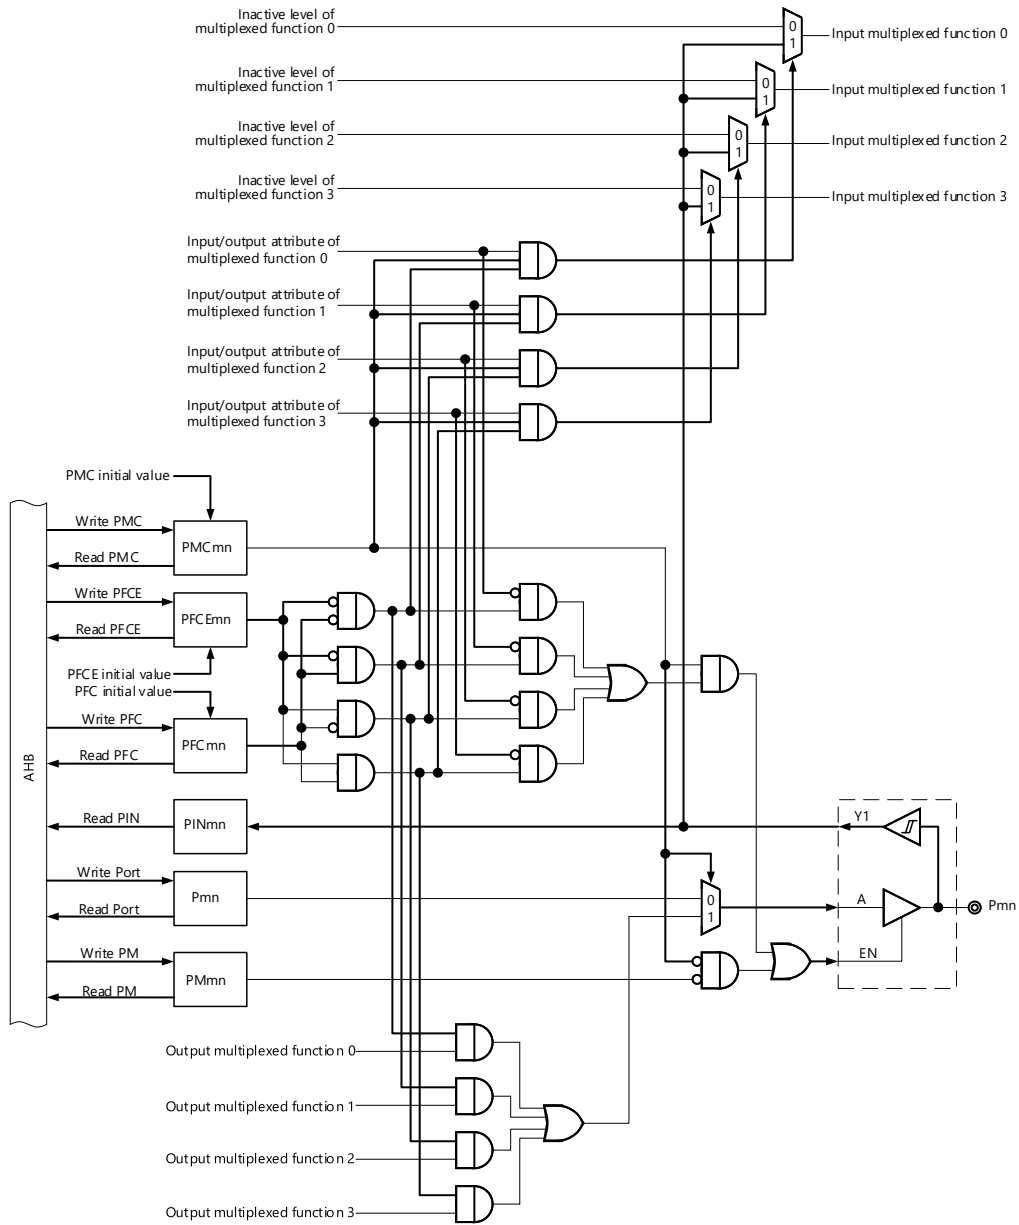 Inactive level of
multiplexed function 0
0
1
Input multiplexed function 0
Inactive level of
multiplexed function 1
0
1
Input multiplexed function 1
Inactive level of
multiplexed function 2
0
1
Input multiplexed function 2
Inactive level of
multiplexed function 3
0
1
Input multiplexed function 3
Input/output attribute of
multiplexed function 0
Input/output attribute of
multiplexed function 1
Input/output attribute of
multiplexed function 2
Input/output attribute of
multiplexed function 3
PMC initial value
Write PMC
PMCmn
Read PMC
Write PFCE
PFCEmn
Read PFCE
PFCE initial value
PFC initial value
Write PFC
PFCmn
Read PFC
AHB
Read PIN
PINmn
Y1
Write Port
Pmn
Read Port
0
1
A
Pmn
Write PM
PMmn
Read PM
EN
Output multiplexed function 0
Output multiplexed function 1
Output multiplexed function 2
Output multiplexed function 3